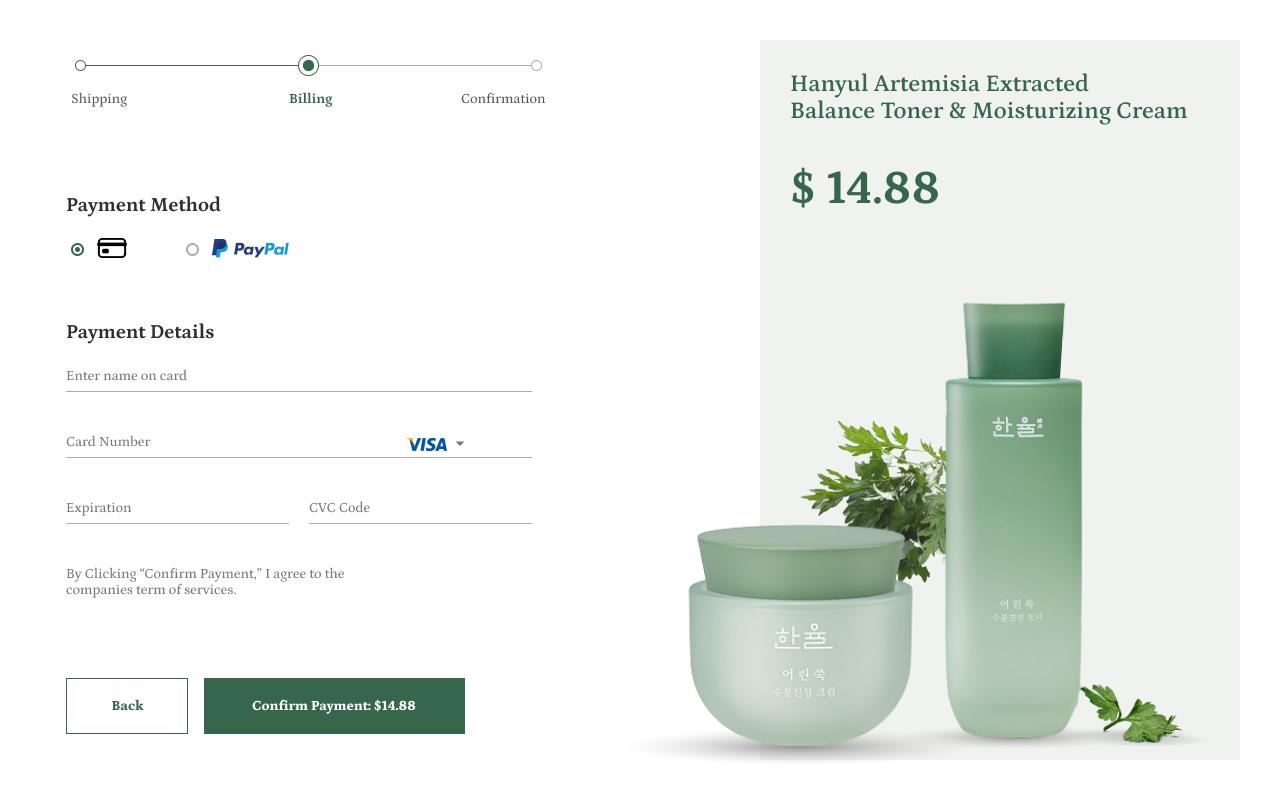 Shipping
Billing
Confirmation
Payment Method
PayPal
Payment Details
Enter name on card
Card Number
VISA
Expiration
CVC Code
By Clicking “Confirm Payment,” I agree to the
companies term of services.
Back
Confirm Payment: $14.88
Hanyul Artemisia Extracted
Balance Toner & Moisturizing Cream
$ 14.88
한율
어린쑥
수분진정 토너
한율
어린쑥
수분진정 크림